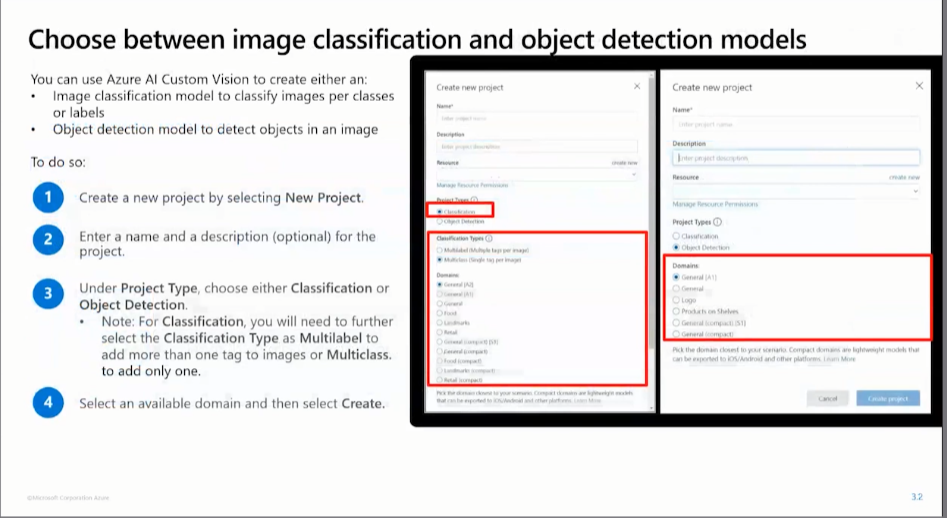 Choose between image classification and object detection models
You can use Azure AI Custom Vision to create either an:
• Image classification model to classify images per classes
or labels
• Object detection model to detect objects in an image
To do so:
1 Create a new project by selecting New Project.
2 Enter a name and a description (optional) for the
project.
3 Under Project Type, choose either Classification or
Object Detection.
• Note: For Classification, you will need to further
select the Classification Type as Multilabel to
add more than one tag to images or Multiclass.
to add only one.
4 Select an available domain and then select Create.
Create new project
Name*
Enter project name
Description
Enter project description
Resource create new
Manage Resource Permissions
Project Types
Classification
Object Detection
Classification Types
Multilabel (Multiple tags per image)
Multiclass (Single tag per image)
Domains:
General [A2]
General [A1]
General
Food
Landmarks
Retail
General (compact) [S1]
General (compact)
Food (compact)
Landmarks (compact)
Retail (compact)
Pick the domain closest to your scenario. Compact domains are lightweight models
that can be exported to iOS/Android and other platforms. Learn More
Create new project
Name*
Enter project name
Description
Enter project description
Resource create new
Manage Resource Permissions
Project Types
Classification
Object Detection
Domains:
General [A1]
General
Logo
Products on Shelves
General (compact) [S1]
General (compact)
Pick the domain closest to your scenario. Compact domains are lightweight models that
can be exported to iOS/Android and other platforms. Learn More
Cancel Create project
©Microsoft Corporation Azure
3.2